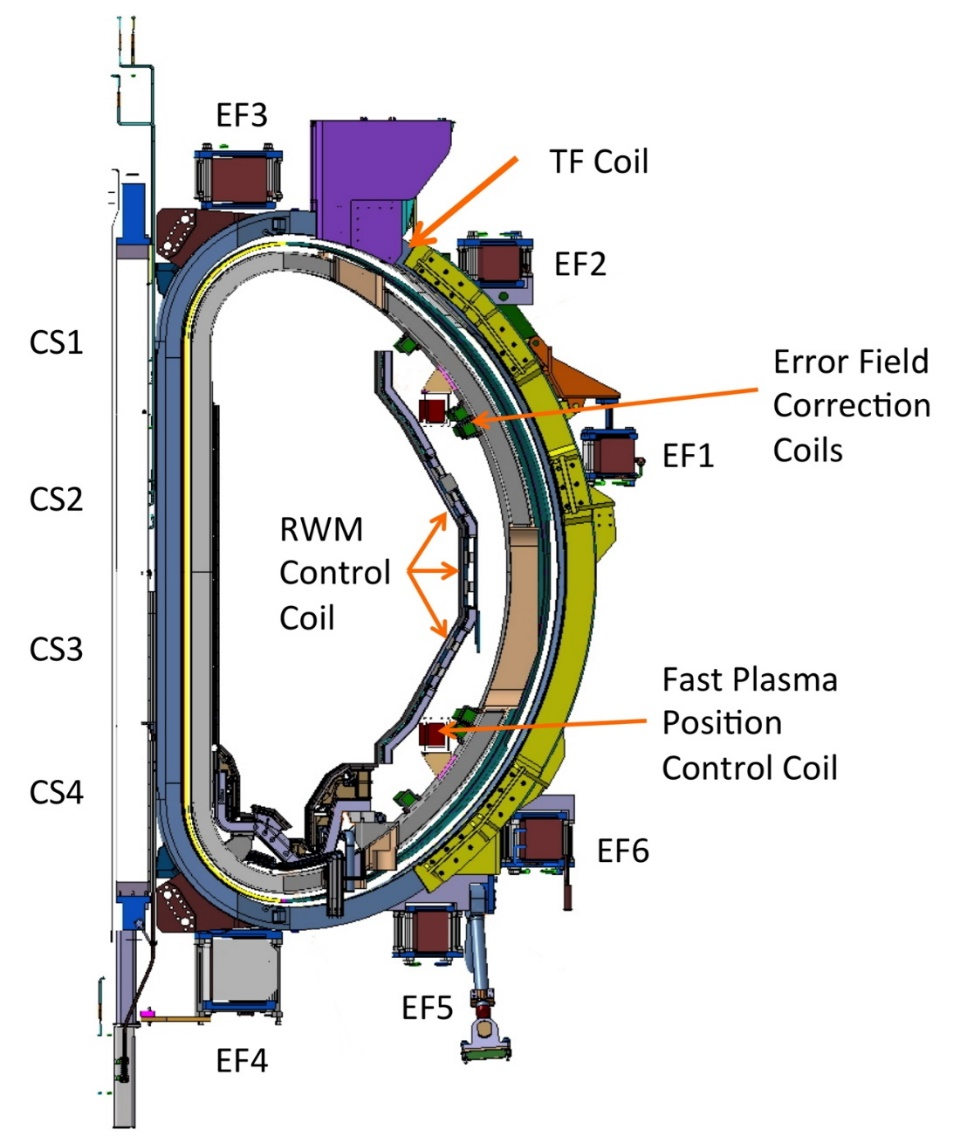 EF3
TF Coil
EF2
CS1
Error Field
Correction
Coils
EF1
CS2
RWM
Control
Coil
CS3
Fast Plasma
Position
Control Coil
CS4
EF6
EF5
EF4